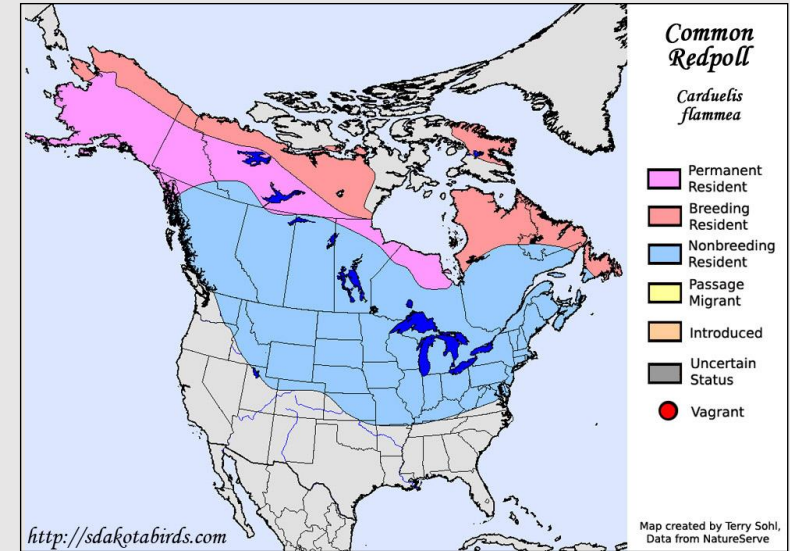 Common
Redpoll
Carduelis
flammea
Permanent
Resident
Breeding
Resident
Nonbreeding
Resident
Passage
Migrant
Introduced
Uncertain
Status
Vagrant
http://sdakotabirds.com
Map created by Terry Sohl,
Data from NatureServe